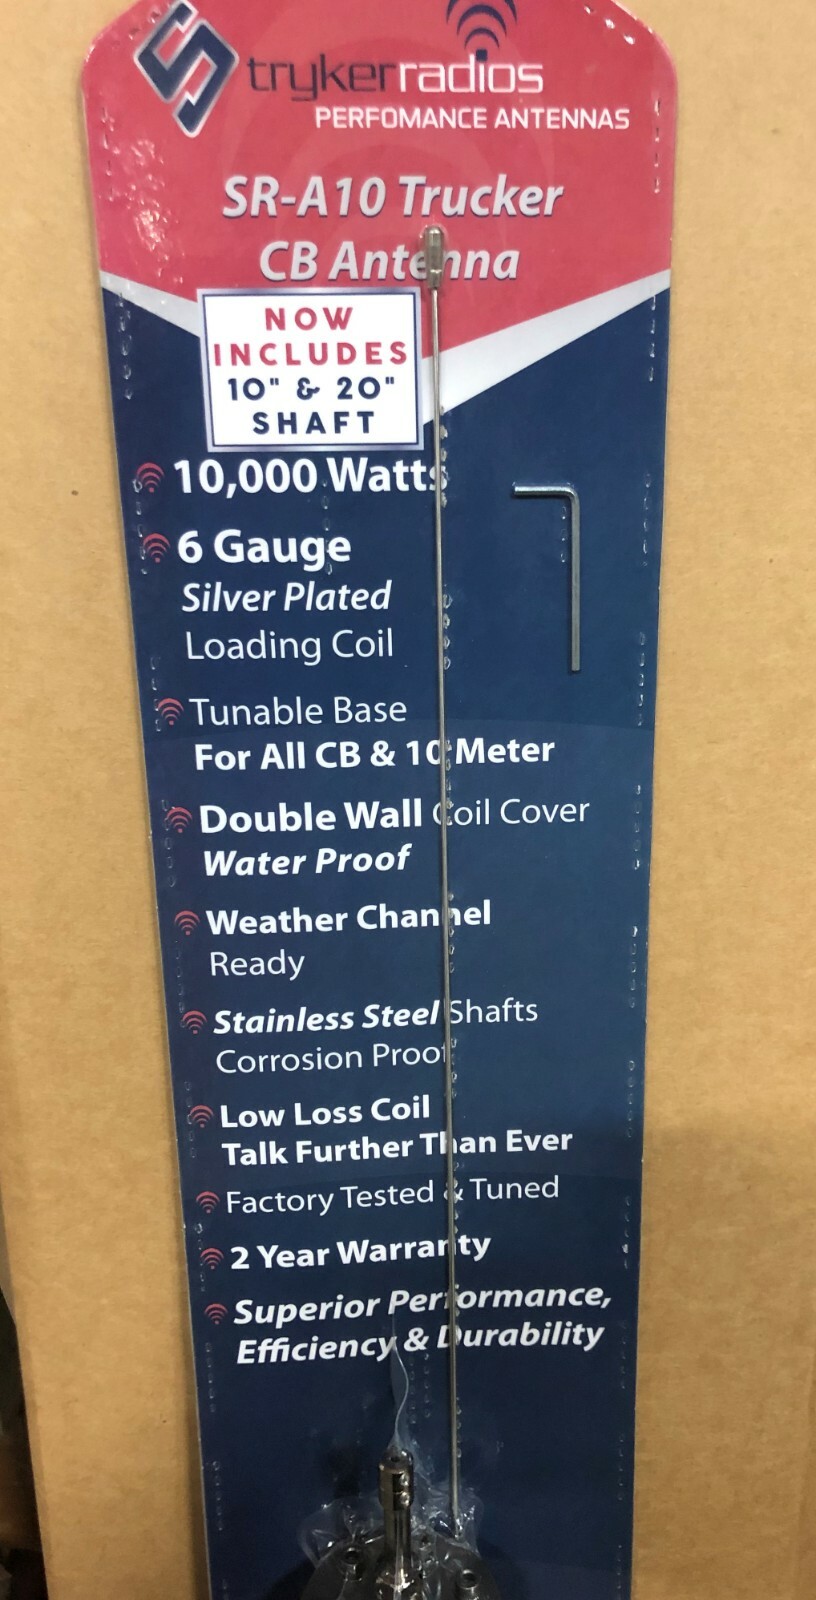 strykerradios
PERFOMANCE ANTENNAS
SR-A10 Trucker
CB Antenna
NOW
INCLUDES
10" & 20"
SHAFT
10,000 Watts
6 Gauge
Silver Plated
Loading Coil
Tunable Base
For All CB & 10 Meter
Double Wall Coil Cover
Water Proof
Weather Channel
Ready
Stainless Steel Shafts
Corrosion Proof
Low Loss Coil
Talk Further Than Ever
Factory Tested & Tuned
2 Year Warranty
Superior Performance,
Efficiency & Durability